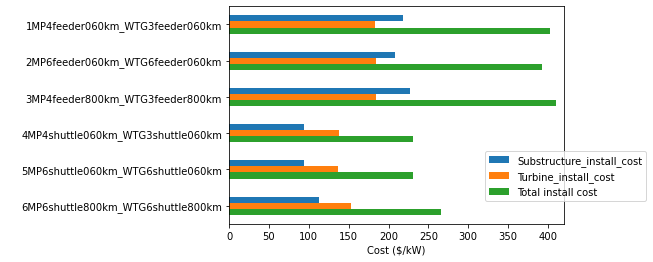 1MP4feeder060km_WTG3feeder060km
2MP6feeder060km_WTG6feeder060km
3MP4feeder800km_WTG3feeder800km
4MP4shuttle060km_WTG3shuttle060km
5MP6shuttle060km_WTG6shuttle060km
6MP6shuttle800km_WTG6shuttle800km
Substructure_install_cost
Turbine_install_cost
Total install cost
0 50 100 150 200 250 300 350 400
Cost ($/kW)